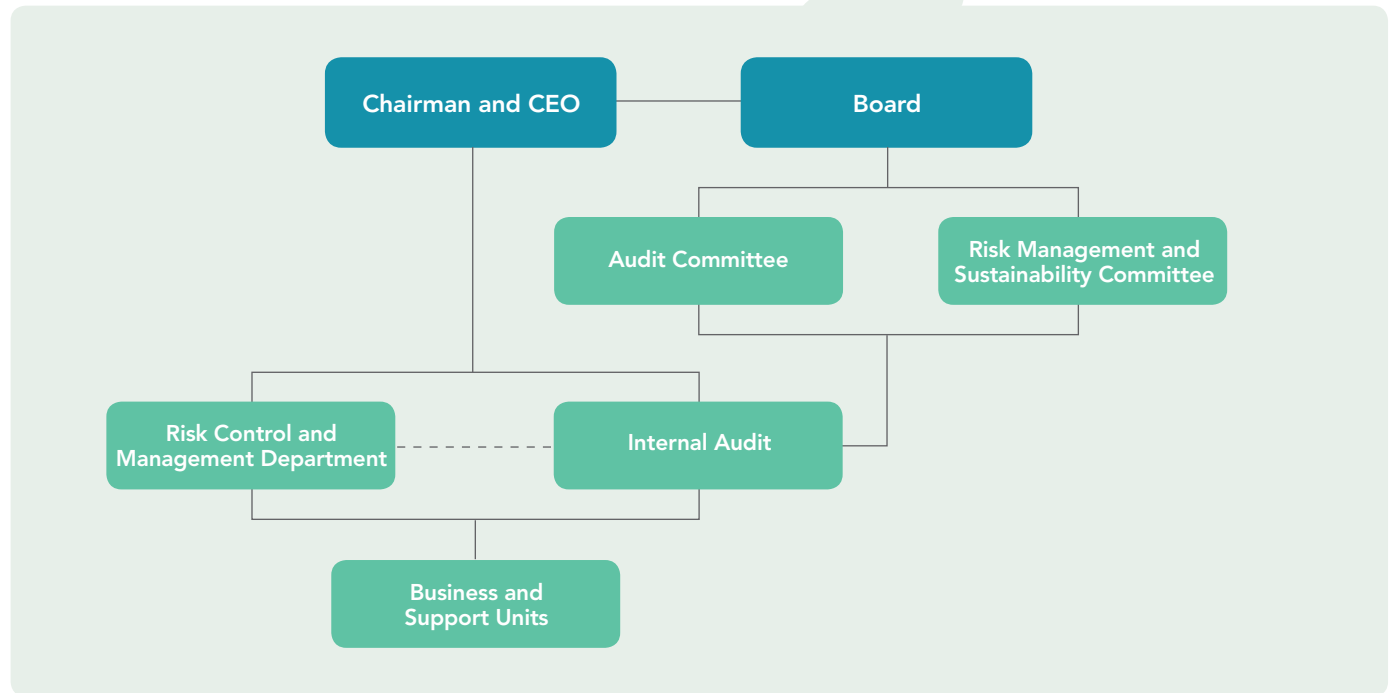 Chairman and CEO
Board
Audit Committee
Risk Management and
Sustainability Committee
Risk Control and
Management Department
Internal Audit
Business and
Support Units